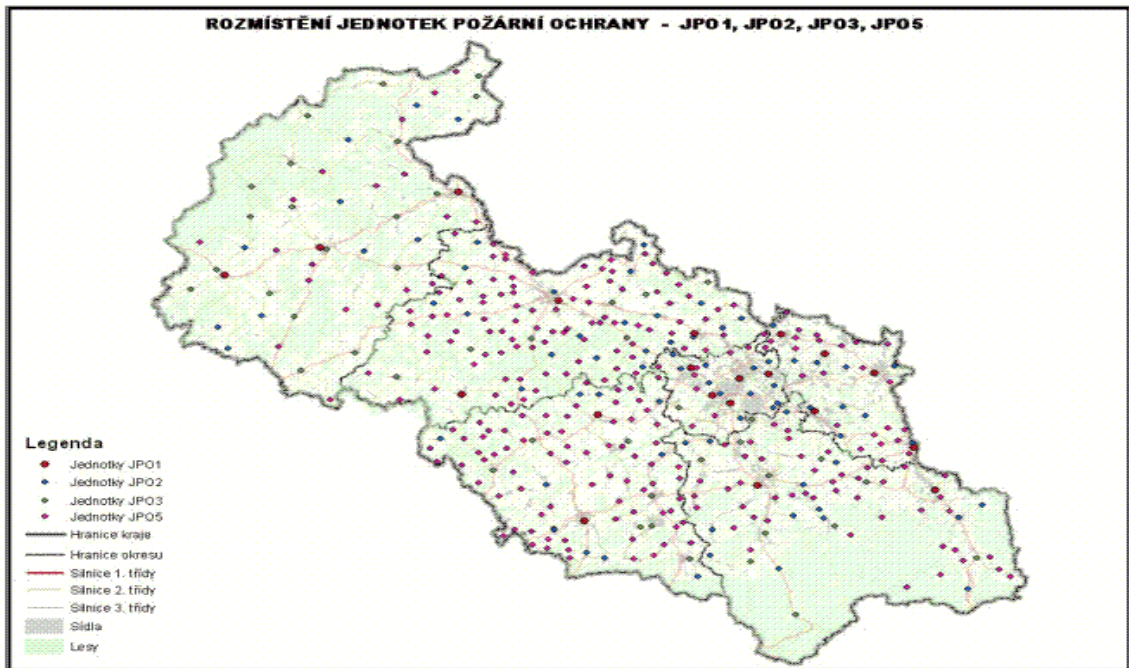 ROZMÍSTĚNÍ JEDNOTEK POŽÁRNÍ OCHRANY - JPO1, JPO2, JPO3, JPO5
Legenda
Jednotky JPO1
Jednotky JPO2
Jednotky JPO3
Jednotky JPO5
Hranice kraje
Hranice okresu
Silnice 1. třídy
Silnice 2. třídy
Silnice 3. třídy
Sídla
Lesy